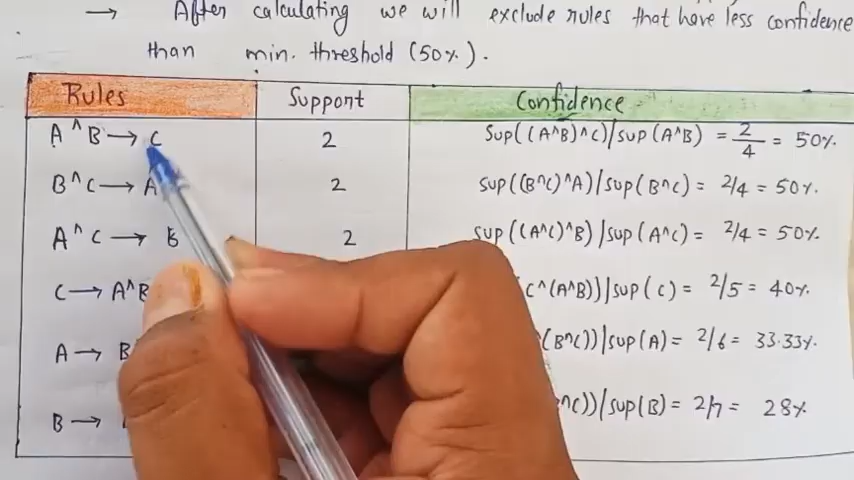 → After calculating we will exclude rules that have less confidence
than min. threshold (50%).
Rules Support Confidence
A^B → C 2 Sup((A^B)^C)/sup(A^B) = 2/4 = 50%.
B^C → A 2 Sup((B^C)^A)/sup(B^C) = 2/4 = 50%.
A^C → B 2 Sup((A^C)^B)/sup(A^C) = 2/4 = 50%.
C → A^B C^(A^B))/sup(C) = 2/5 = 40%.
A → B (B^C))/sup(A) = 2/6 = 33.33%.
B → ^C))/sup(B) = 2/7 = 28%